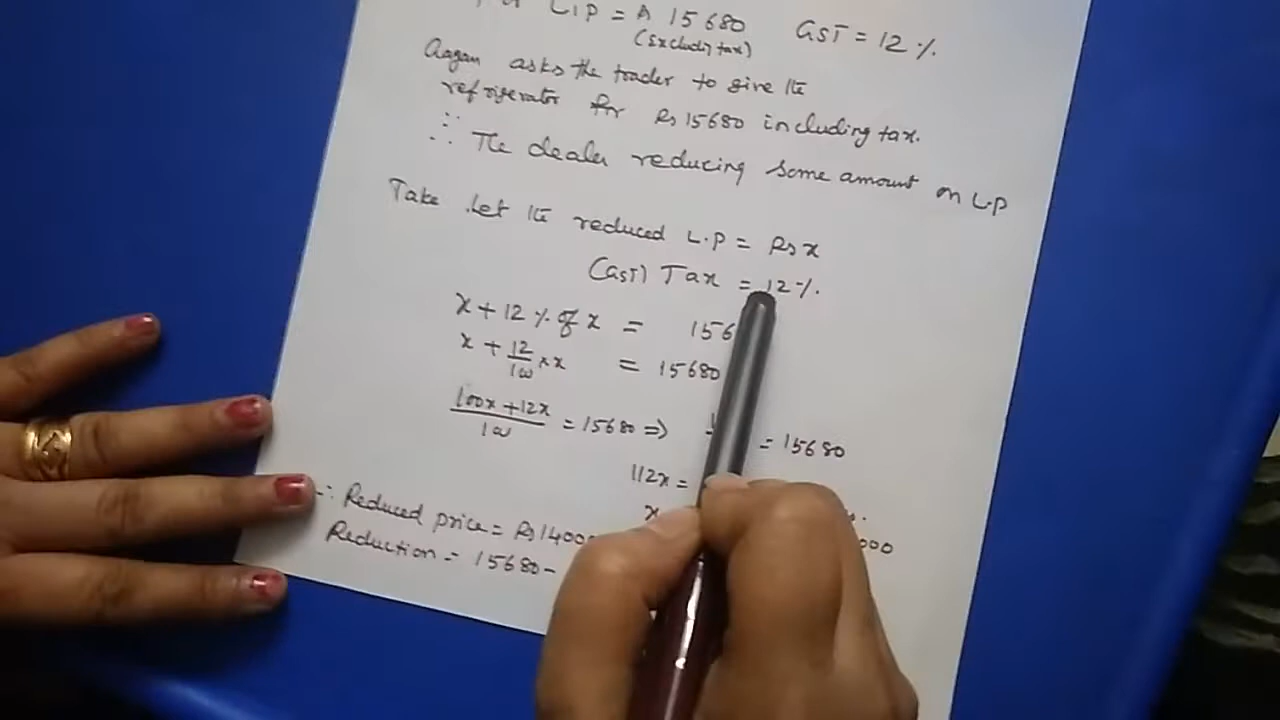 L.P = Rs 15680 GST = 12%.
(Excluding tax)
Aagam asks the trader to give the
refrigerator for Rs 15680 including tax.
∴ The dealer reducing some amount on L.P
Take Let the reduced L.P = Rs x
(GST) Tax = 12%.
x + 12% of x = 156
x + 12/100 × x = 15680
100x + 12x / 100 = 15680 ⇒ = 15680
112x =
x 000
∴ Reduced price = Rs 14000
Reduction = 15680 -